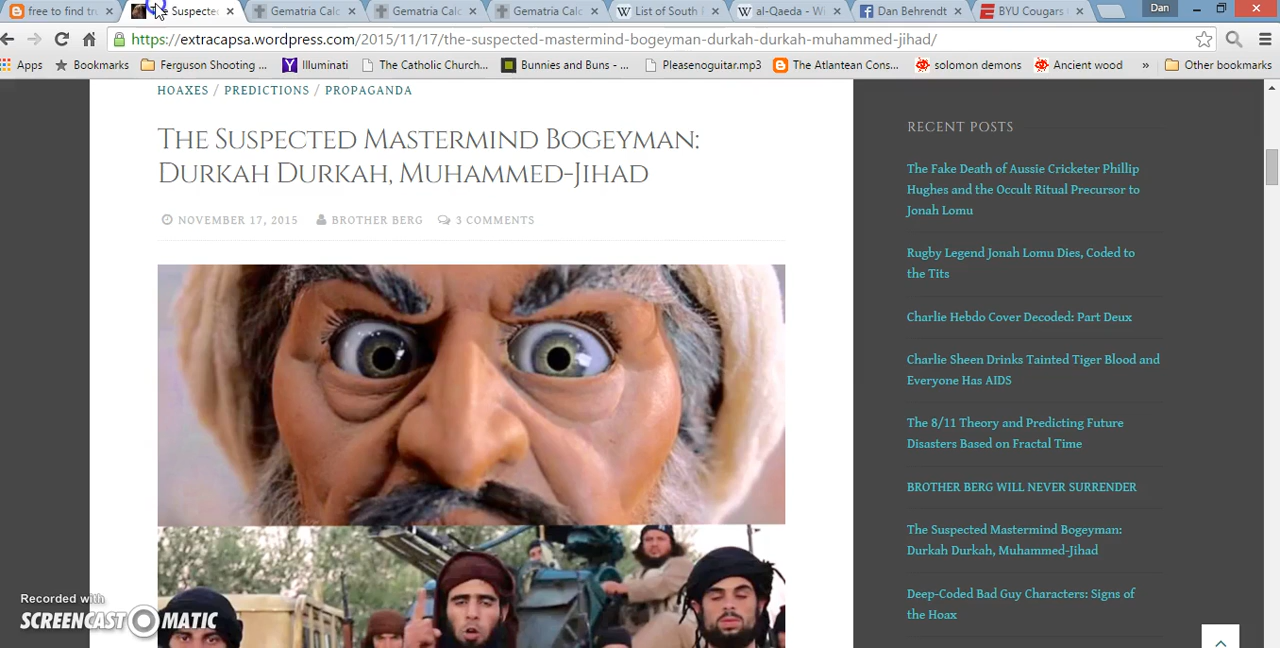 free to find tru
Suspected
Gematria Calc
Gematria Calc
Gematria Calc
List of South P
al-Qaeda - Wi
Dan Behrendt
BYU Cougars
Dan
https://extracapsa.wordpress.com/2015/11/17/the-suspected-mastermind-bogeyman-durkah-durkah-muhammed-jihad/
Apps
Bookmarks
Ferguson Shooting ...
Illuminati
The Catholic Church...
Bunnies and Buns - ...
Pleasenoguitar.mp3
The Atlantean Cons...
solomon demons
Ancient wood
»
Other bookmarks
HOAXES / PREDICTIONS / PROPAGANDA
The Suspected Mastermind Bogeyman:
Durkah Durkah, Muhammed-Jihad
NOVEMBER 17, 2015
BROTHER BERG
3 COMMENTS
RECENT POSTS
The Fake Death of Aussie Cricketer Phillip
Hughes and the Occult Ritual Precursor to
Jonah Lomu
Rugby Legend Jonah Lomu Dies, Coded to
the Tits
Charlie Hebdo Cover Decoded: Part Deux
Charlie Sheen Drinks Tainted Tiger Blood and
Everyone Has AIDS
The 8/11 Theory and Predicting Future
Disasters Based on Fractal Time
BROTHER BERG WILL NEVER SURRENDER
The Suspected Mastermind Bogeyman:
Durkah Durkah, Muhammed-Jihad
Deep-Coded Bad Guy Characters: Signs of
the Hoax
Recorded with
SCREENCAST-O-MATIC